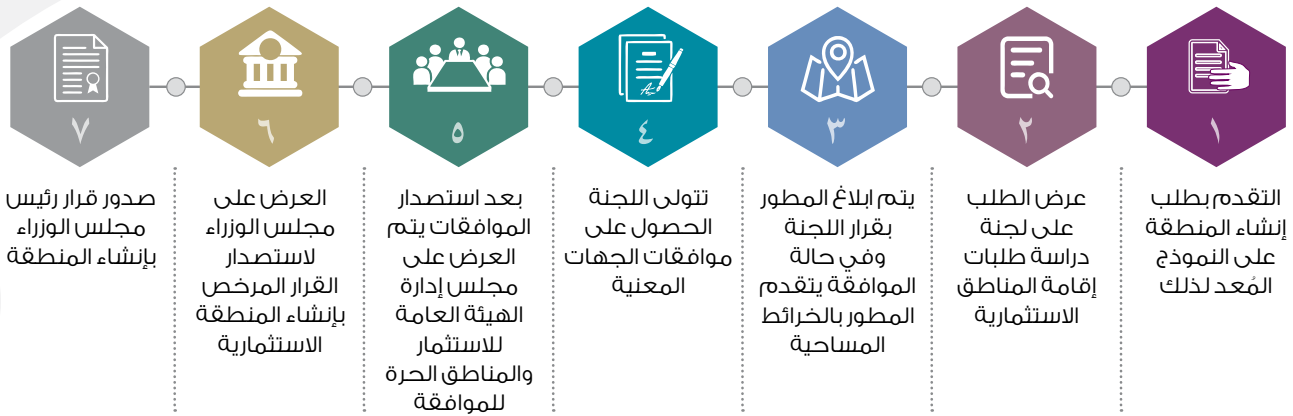 ١
التقدم بطلب
إنشاء المنطقة
على النموذج
المُعد لذلك
٢
عرض الطلب
على لجنة
دراسة طلبات
إقامة المناطق
الاستثمارية
٣
يتم ابلاغ المطور
بقرار اللجنة
وفي حالة
الموافقة يتقدم
المطور بالخرائط
المساحية
٤
تتولى اللجنة
الحصول على
موافقات الجهات
المعنية
٥
بعد استصدار
الموافقات يتم
العرض على
مجلس إدارة
الهيئة العامة
للاستثمار
والمناطق الحرة
للموافقة
٦
العرض على
مجلس الوزراء
لاستصدار
القرار المرخص
بإنشاء المنطقة
الاستثمارية
٧
صدور قرار رئيس
مجلس الوزراء
بإنشاء المنطقة